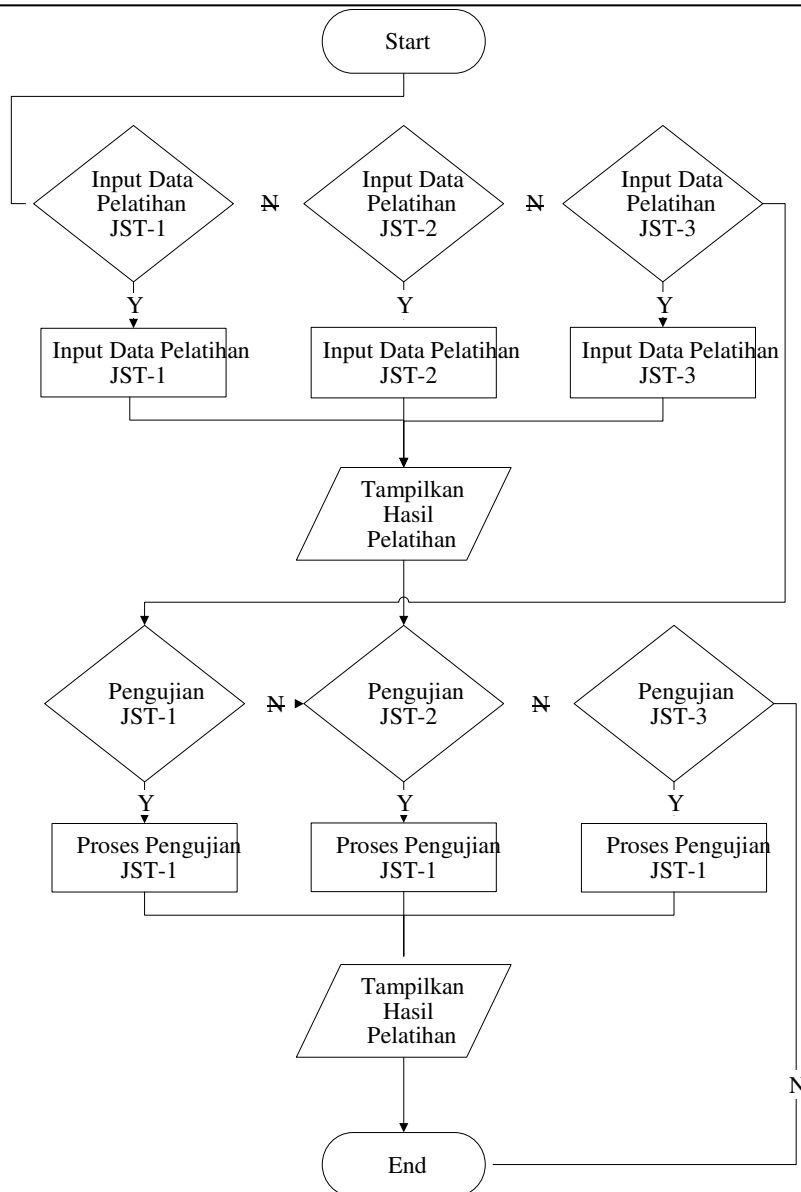 Start
Input Data
Pelatihan
JST-1
N
Input Data
Pelatihan
JST-2
N
Input Data
Pelatihan
JST-3
Y
Y
Y
Input Data Pelatihan
JST-1
Input Data Pelatihan
JST-2
Input Data Pelatihan
JST-3
Tampilkan
Hasil
Pelatihan
Pengujian
JST-1
N
Pengujian
JST-2
N
Pengujian
JST-3
Y
Y
Y
Proses Pengujian
JST-1
Proses Pengujian
JST-1
Proses Pengujian
JST-1
Tampilkan
Hasil
Pelatihan
N
End